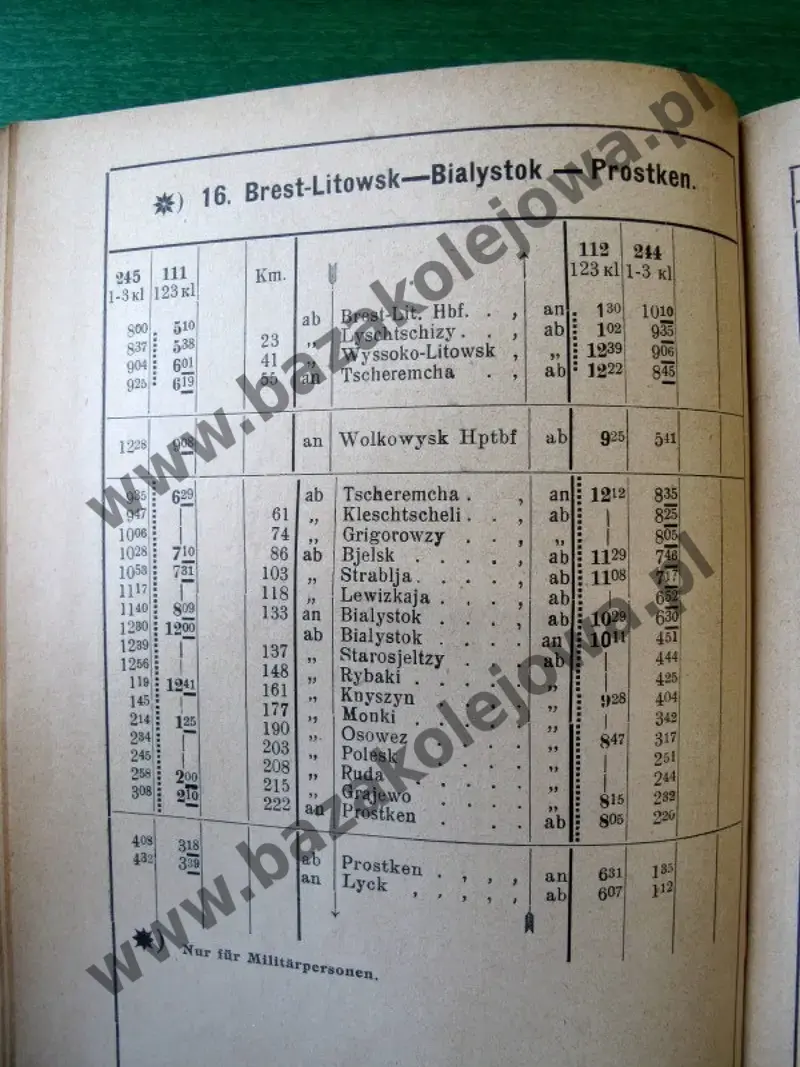 ✵) 16. Brest-Litowsk—Bialystok — Prostken.
245 111 Km. 112 244
1-3 кl 123 кl 123 кl 1-3 кl
800 510 ab Brest-Lit. Hbf. . , an 130 1010
837 538 23 „ Lyschtschizy . . , ab 102 935
904 601 41 „ Wyssoko-Litowsk , „ 1239 906
925 619 55 an Tscheremcha . , ab 1222 845
1228 908 an Wolkowysk Hptbf ab 925 541
935 629 ab Tscheremcha . , an 1212 835
947 | 61 „ Kleschtscheli . . , ab | 825
1006 | 74 „ Grigorowzy . . , „ | 805
1028 710 86 ab Bjelsk . . . , ab 1129 746
1053 731 103 „ Strablja . . . , ab 1108 717
1117 | 118 „ Lewizkaja . . , „ | 652
1140 809 133 an Bialystok . . . , ab 1029 630
1230 1200 ab Bialystok . . . , an 1011 451
1239 | 137 „ Starosjeltzy . . ab | 444
1256 | 148 „ Rybaki . . . . „ | 425
119 1241 161 „ Knyszyn . . . „ 928 404
145 | 177 „ Monki . . . . „ | 342
214 125 190 „ Osowez . . . „ 847 317
234 | 203 „ Polesk . . . „ | 251
245 | 208 „ Ruda . . . . „ | 244
258 200 215 „ Grajewo . . . „ 815 232
308 210 222 an Prostken . . . ab 805 220
408 318 ab Prostken . , , , an 631 135
432 339 an Lyck , , , , , ab 607 112
✵) Nur für Militärpersonen.
www.bazakolejowa.pl
www.bazakolejowa.pl